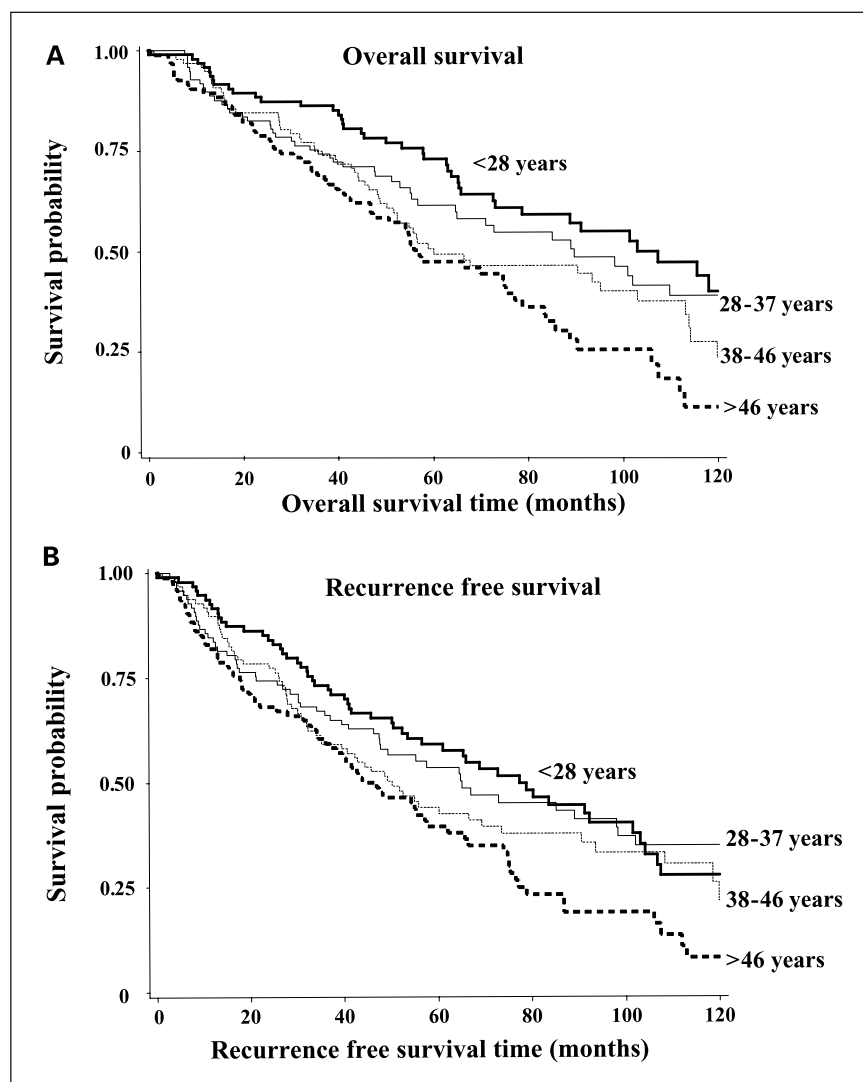 A
Overall survival
1.00
0.75
0.50
0.25
0
Survival probability
<28 years
28-37 years
38-46 years
>46 years
0 20 40 60 80 100 120
Overall survival time (months)
B
Recurrence free survival
1.00
0.75
0.50
0.25
0
Survival probability
<28 years
28-37 years
38-46 years
>46 years
0 20 40 60 80 100 120
Recurrence free survival time (months)